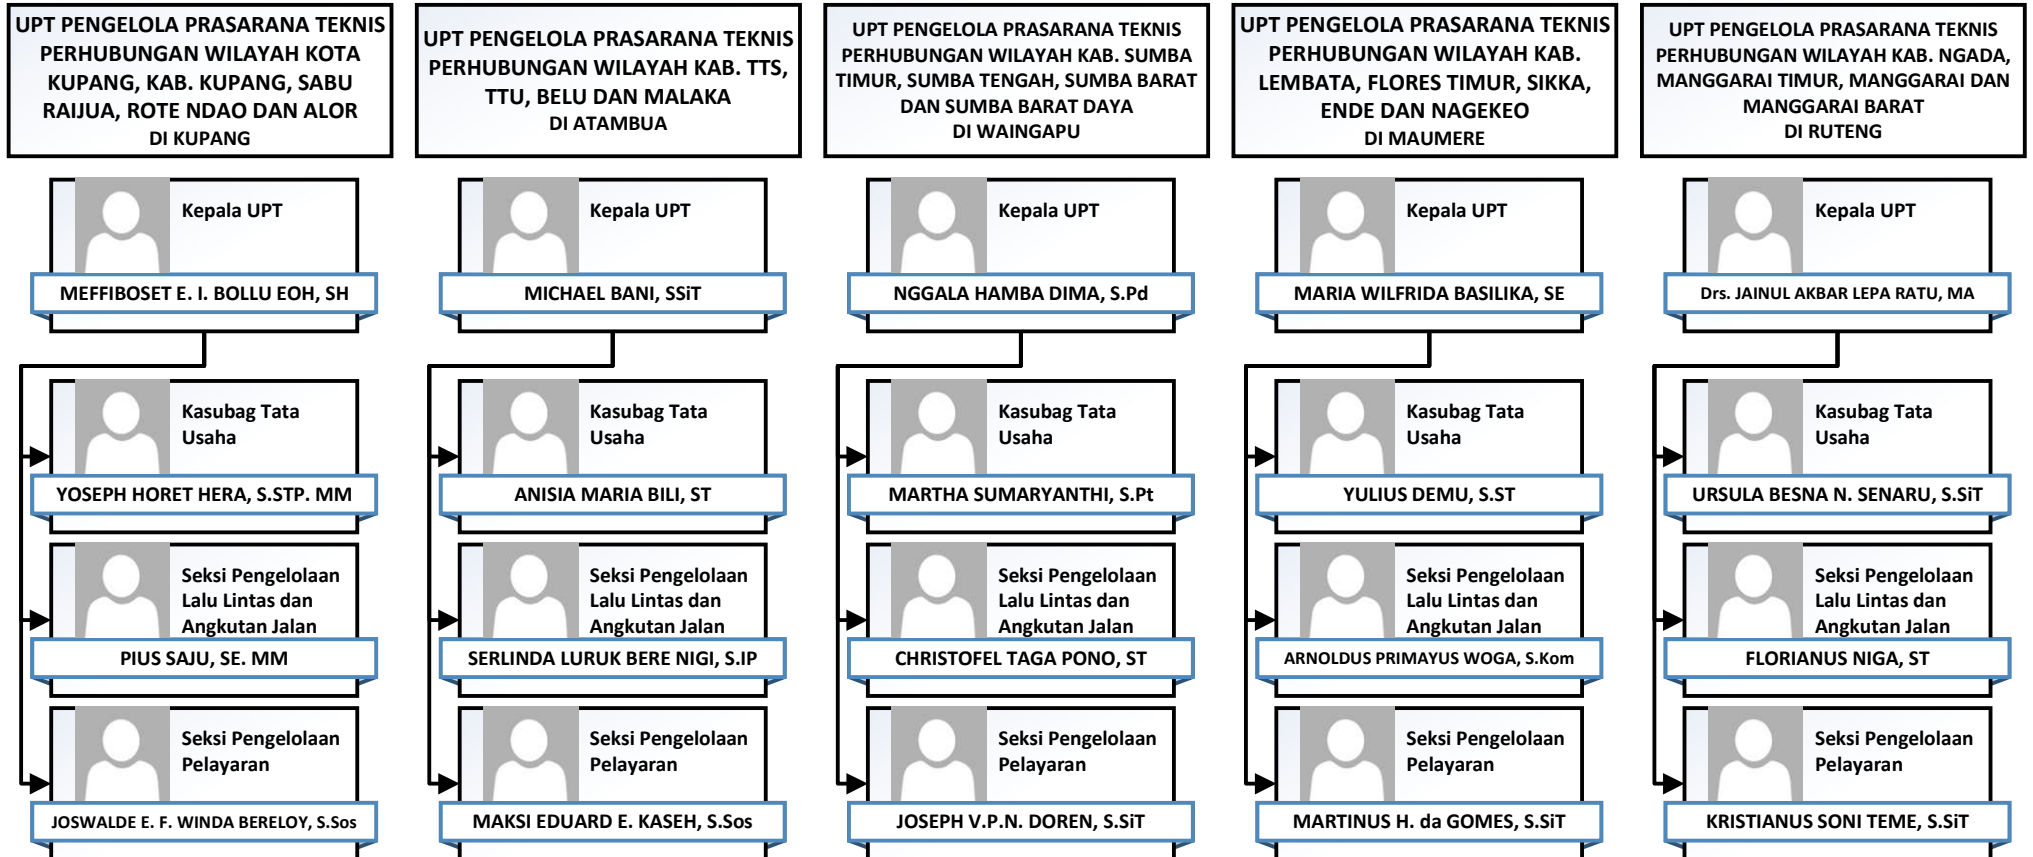 UPT PENGELOLA PRASARANA TEKNIS
PERHUBUNGAN WILAYAH KOTA
KUPANG, KAB. KUPANG, SABU
RAIJUA, ROTE NDAO DAN ALOR
DI KUPANG
Kepala UPT
MEFFIBOSET E. I. BOLLU EOH, SH
Kasubag Tata
Usaha
YOSEPH HORET HERA, S.STP. MM
Seksi Pengelolaan
Lalu Lintas dan
Angkutan Jalan
PIUS SAJU, SE. MM
Seksi Pengelolaan
Pelayaran
JOSWALDE E. F. WINDA BERELOY, S.Sos
UPT PENGELOLA PRASARANA TEKNIS
PERHUBUNGAN WILAYAH KAB. TTS,
TTU, BELU DAN MALAKA
DI ATAMBUA
Kepala UPT
MICHAEL BANI, SSiT
Kasubag Tata
Usaha
ANISIA MARIA BILI, ST
Seksi Pengelolaan
Lalu Lintas dan
Angkutan Jalan
SERLINDA LURUK BERE NIGI, S.IP
Seksi Pengelolaan
Pelayaran
MAKSI EDUARD E. KASEH, S.Sos
UPT PENGELOLA PRASARANA TEKNIS
PERHUBUNGAN WILAYAH KAB. SUMBA
TIMUR, SUMBA TENGAH, SUMBA BARAT
DAN SUMBA BARAT DAYA
DI WAINGAPU
Kepala UPT
NGGALA HAMBA DIMA, S.Pd
Kasubag Tata
Usaha
MARTHA SUMARYANTHI, S.Pt
Seksi Pengelolaan
Lalu Lintas dan
Angkutan Jalan
CHRISTOFEL TAGA PONO, ST
Seksi Pengelolaan
Pelayaran
JOSEPH V.P.N. DOREN, S.SiT
UPT PENGELOLA PRASARANA TEKNIS
PERHUBUNGAN WILAYAH KAB.
LEMBATA, FLORES TIMUR, SIKKA,
ENDE DAN NAGEKEO
DI MAUMERE
Kepala UPT
MARIA WILFRIDA BASILIKA, SE
Kasubag Tata
Usaha
YULIUS DEMU, S.ST
Seksi Pengelolaan
Lalu Lintas dan
Angkutan Jalan
ARNOLDUS PRIMAYUS WOGA, S.Kom
Seksi Pengelolaan
Pelayaran
MARTINUS H. da GOMES, S.SiT
UPT PENGELOLA PRASARANA TEKNIS
PERHUBUNGAN WILAYAH KAB. NGADA,
MANGGARAI TIMUR, MANGGARAI DAN
MANGGARAI BARAT
DI RUTENG
Kepala UPT
Drs. JAINUL AKBAR LEPA RATU, MA
Kasubag Tata
Usaha
URSULA BESNA N. SENARU, S.SiT
Seksi Pengelolaan
Lalu Lintas dan
Angkutan Jalan
FLORIANUS NIGA, ST
Seksi Pengelolaan
Pelayaran
KRISTIANUS SONI TEME, S.SiT